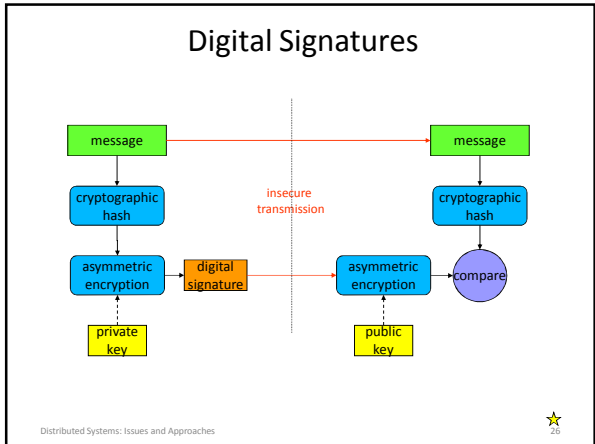 Digital Signatures
message
message
cryptographic
hash
insecure
transmission
cryptographic
hash
asymmetric
encryption
digital
signature
asymmetric
encryption
compare
private
key
public
key
Distributed Systems: Issues and Approaches
26